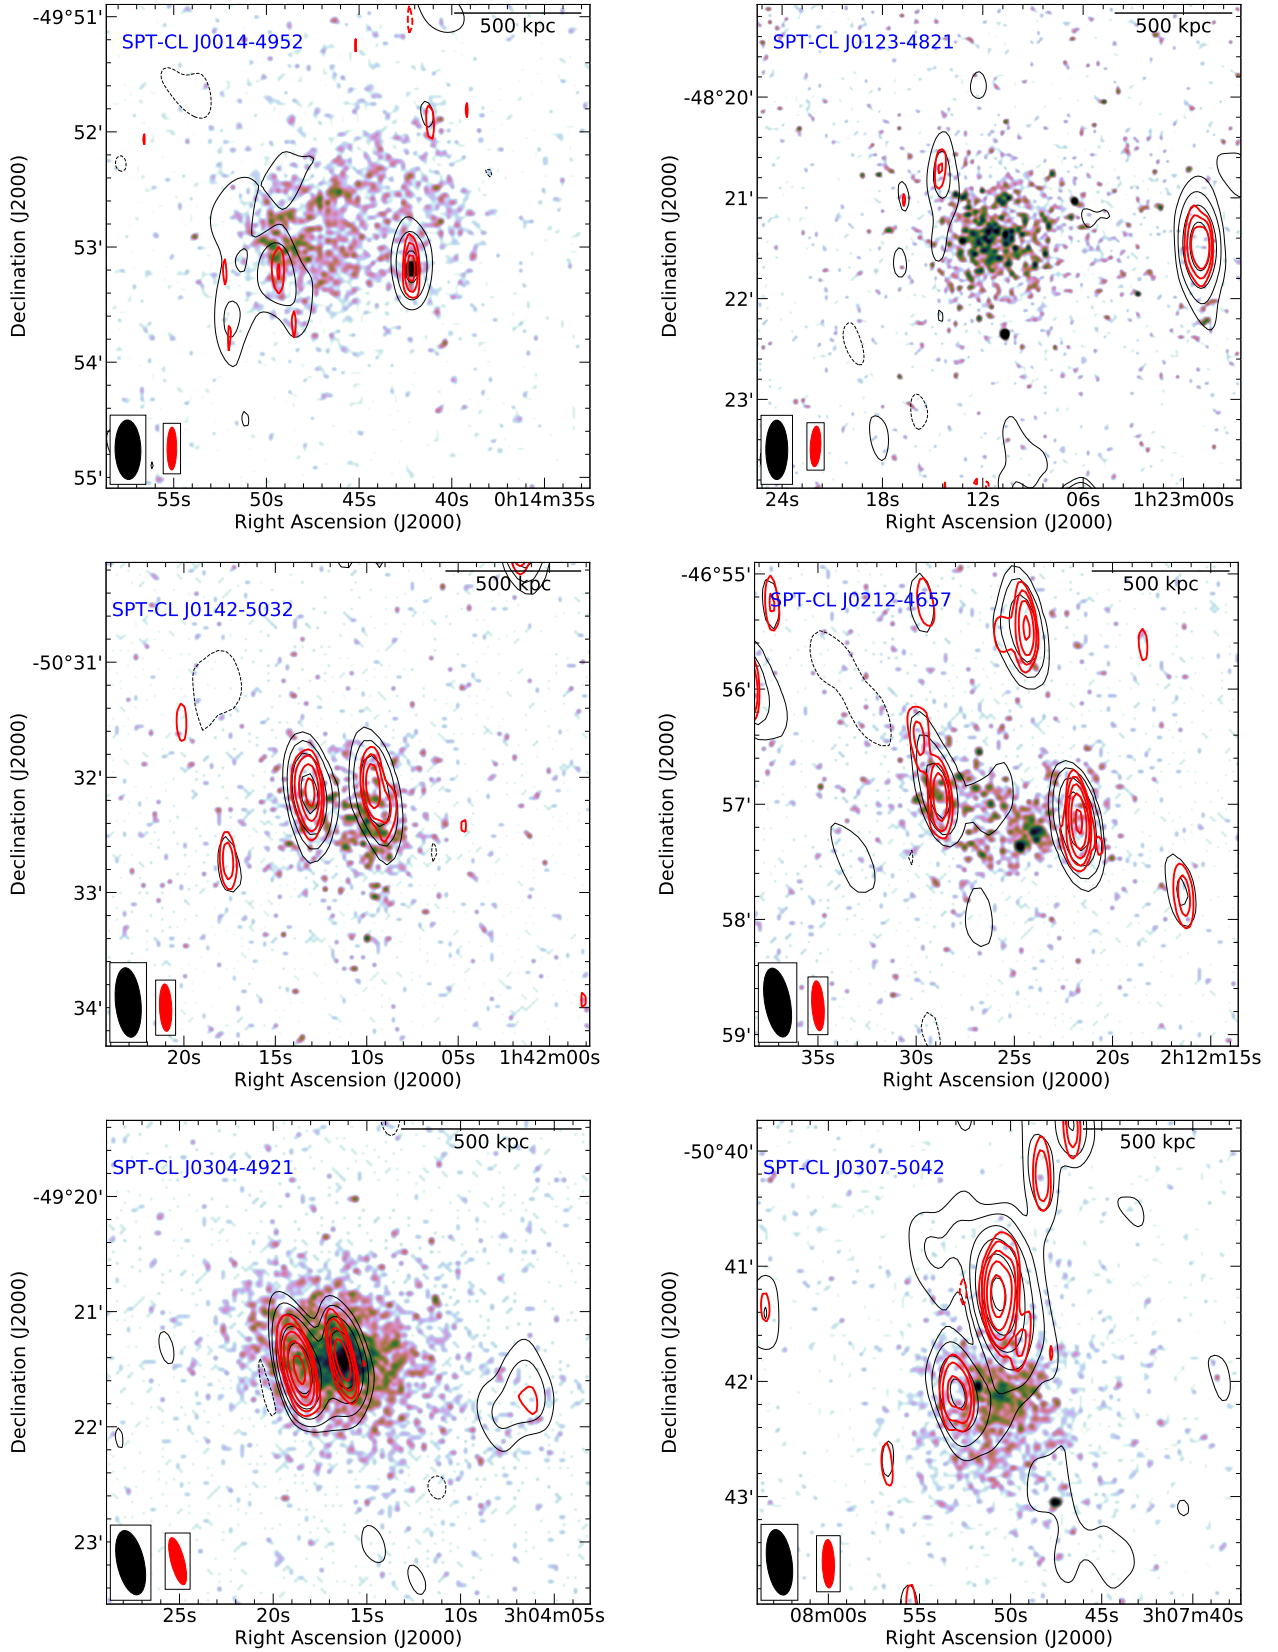 -49°51'
SPT-CL J0014-4952
500 kpc
52'
53'
54'
55'
Declination (J2000)
55s 50s 45s 40s 0h14m35s
Right Ascension (J2000)
SPT-CL J0123-4821
500 kpc
-48°20'
21'
22'
23'
Declination (J2000)
24s 18s 12s 06s 1h23m00s
Right Ascension (J2000)
500 kpc
SPT-CL J0142-5032
-50°31'
32'
33'
34'
Declination (J2000)
20s 15s 10s 05s 1h42m00s
Right Ascension (J2000)
-46°55'
500 kpc
SPT-CL J0212-4657
56'
57'
58'
59'
Declination (J2000)
35s 30s 25s 20s 2h12m15s
Right Ascension (J2000)
500 kpc
SPT-CL J0304-4921
-49°20'
21'
22'
23'
Declination (J2000)
25s 20s 15s 10s 3h04m05s
Right Ascension (J2000)
500 kpc
-50°40'
SPT-CL J0307-5042
41'
42'
43'
Declination (J2000)
08m00s 55s 50s 45s 3h07m40s
Right Ascension (J2000)